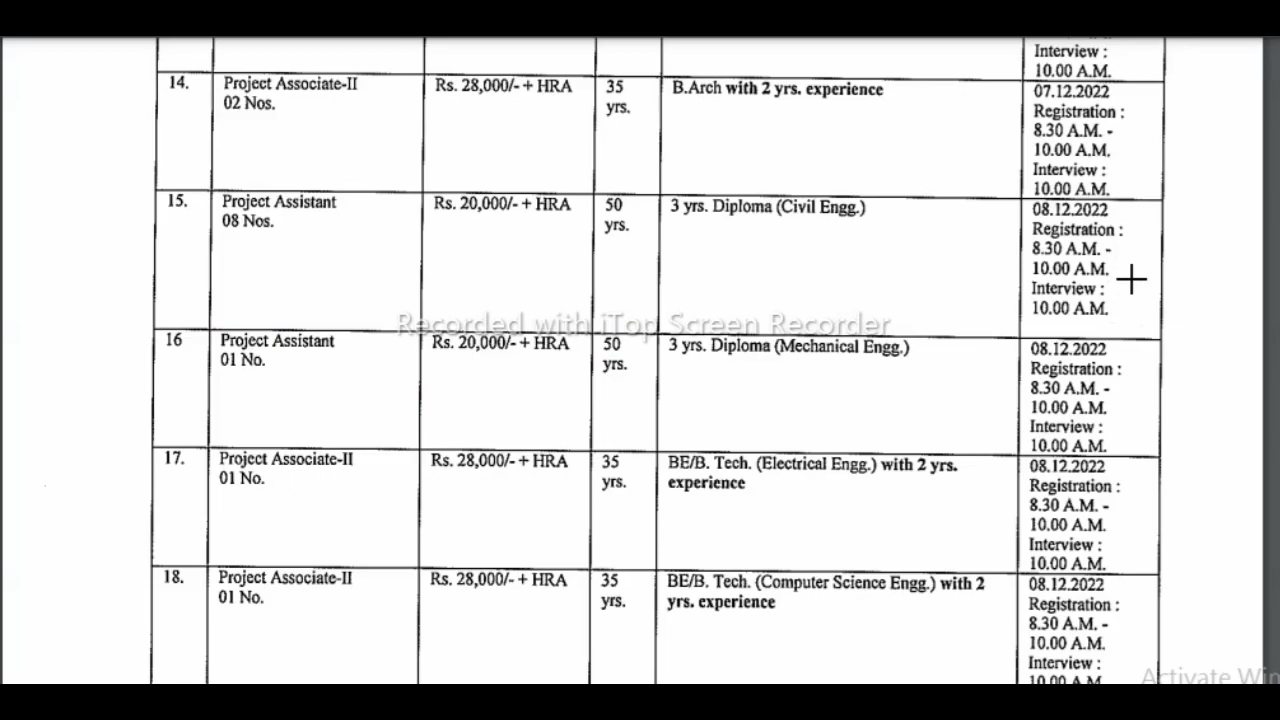 Interview :
10.00 A.M.
14.
Project Associate-II
02 Nos.
Rs. 28,000/- + HRA
35
yrs.
B.Arch with 2 yrs. experience
07.12.2022
Registration :
8.30 A.M. -
10.00 A.M.
Interview :
10.00 A.M.
15.
Project Assistant
08 Nos.
Rs. 20,000/- + HRA
50
yrs.
3 yrs. Diploma (Civil Engg.)
08.12.2022
Registration :
8.30 A.M. -
10.00 A.M.
Interview :
10.00 A.M.
Recorded with iTop Screen Recorder
16
Project Assistant
01 No.
Rs. 20,000/- + HRA
50
yrs.
3 yrs. Diploma (Mechanical Engg.)
08.12.2022
Registration :
8.30 A.M. -
10.00 A.M.
Interview :
10.00 A.M.
17.
Project Associate-II
01 No.
Rs. 28,000/- + HRA
35
yrs.
BE/B. Tech. (Electrical Engg.) with 2 yrs.
experience
08.12.2022
Registration :
8.30 A.M. -
10.00 A.M.
Interview :
10.00 A.M.
18.
Project Associate-II
01 No.
Rs. 28,000/- + HRA
35
yrs.
BE/B. Tech. (Computer Science Engg.) with 2
yrs. experience
08.12.2022
Registration :
8.30 A.M. -
10.00 A.M.
Interview :
10.00 A.M.
Activate Win